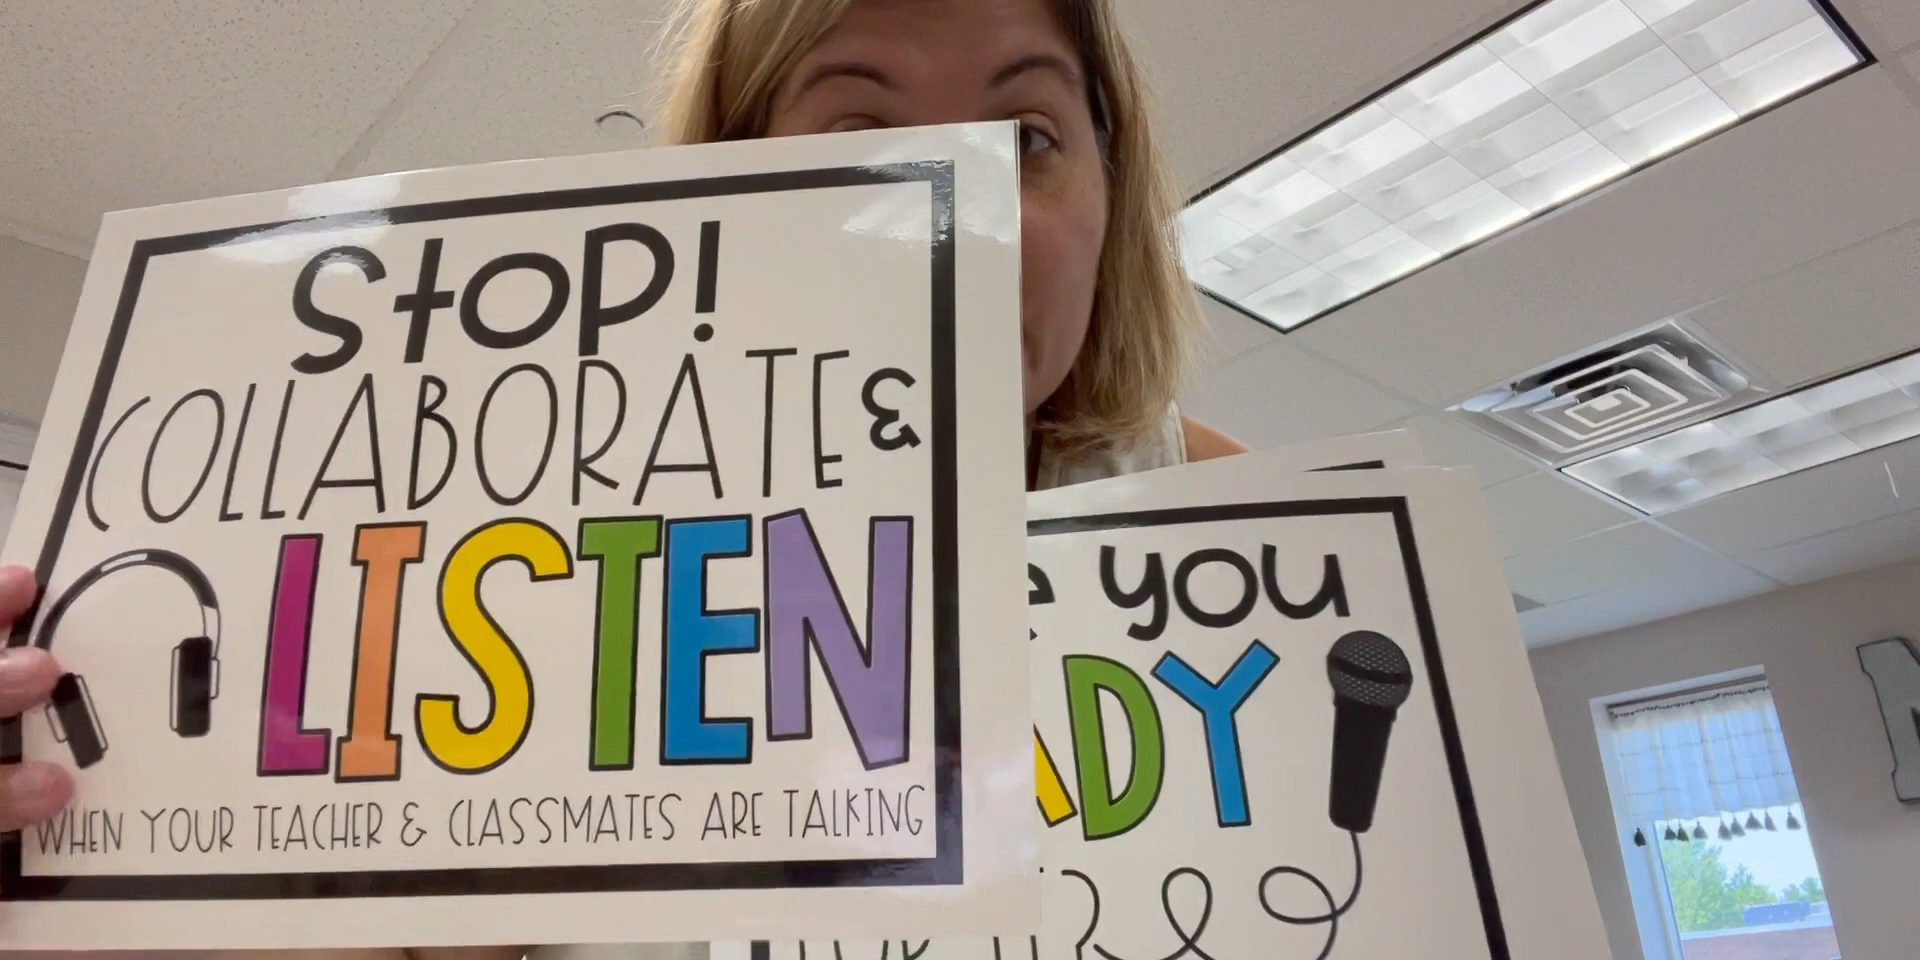 Stop!
COLLABORATE &
LISTEN
WHEN YOUR TEACHER & CLASSMATES ARE TALKING
you